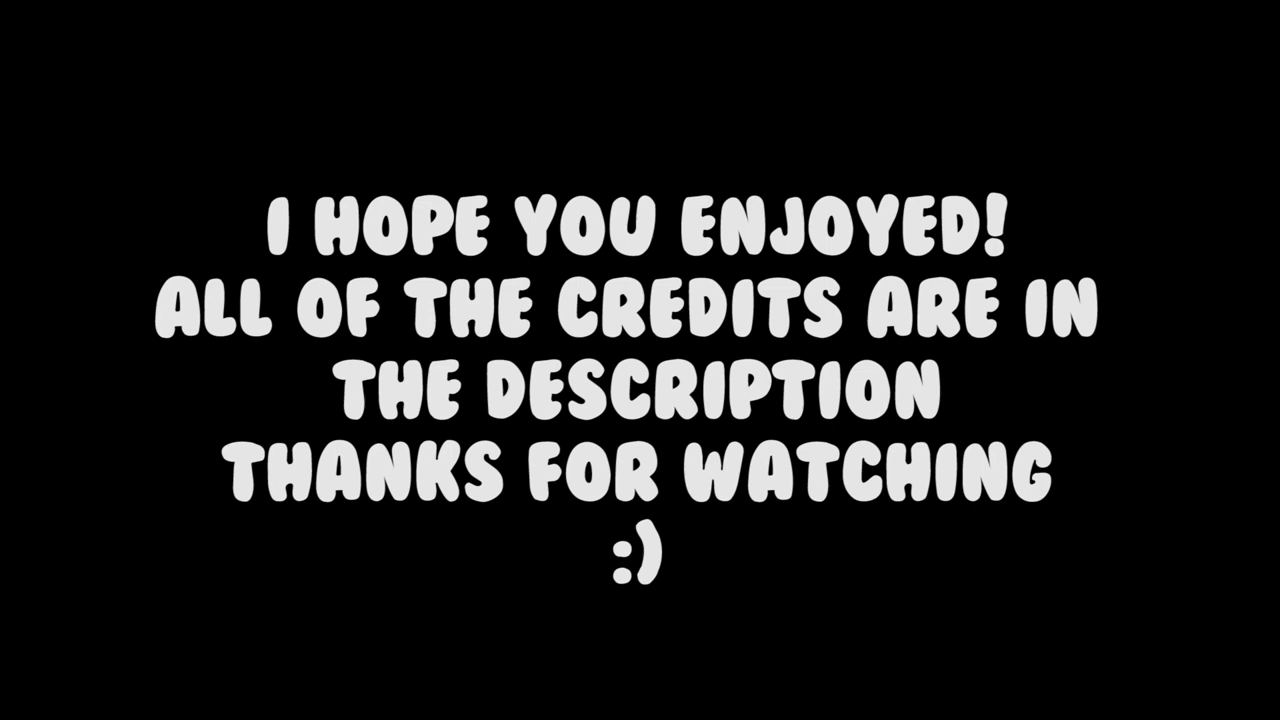 I HOPE YOU ENJOYED!
ALL OF THE CREDITS ARE IN
THE DESCRIPTION
THANKS FOR WATCHING
:)